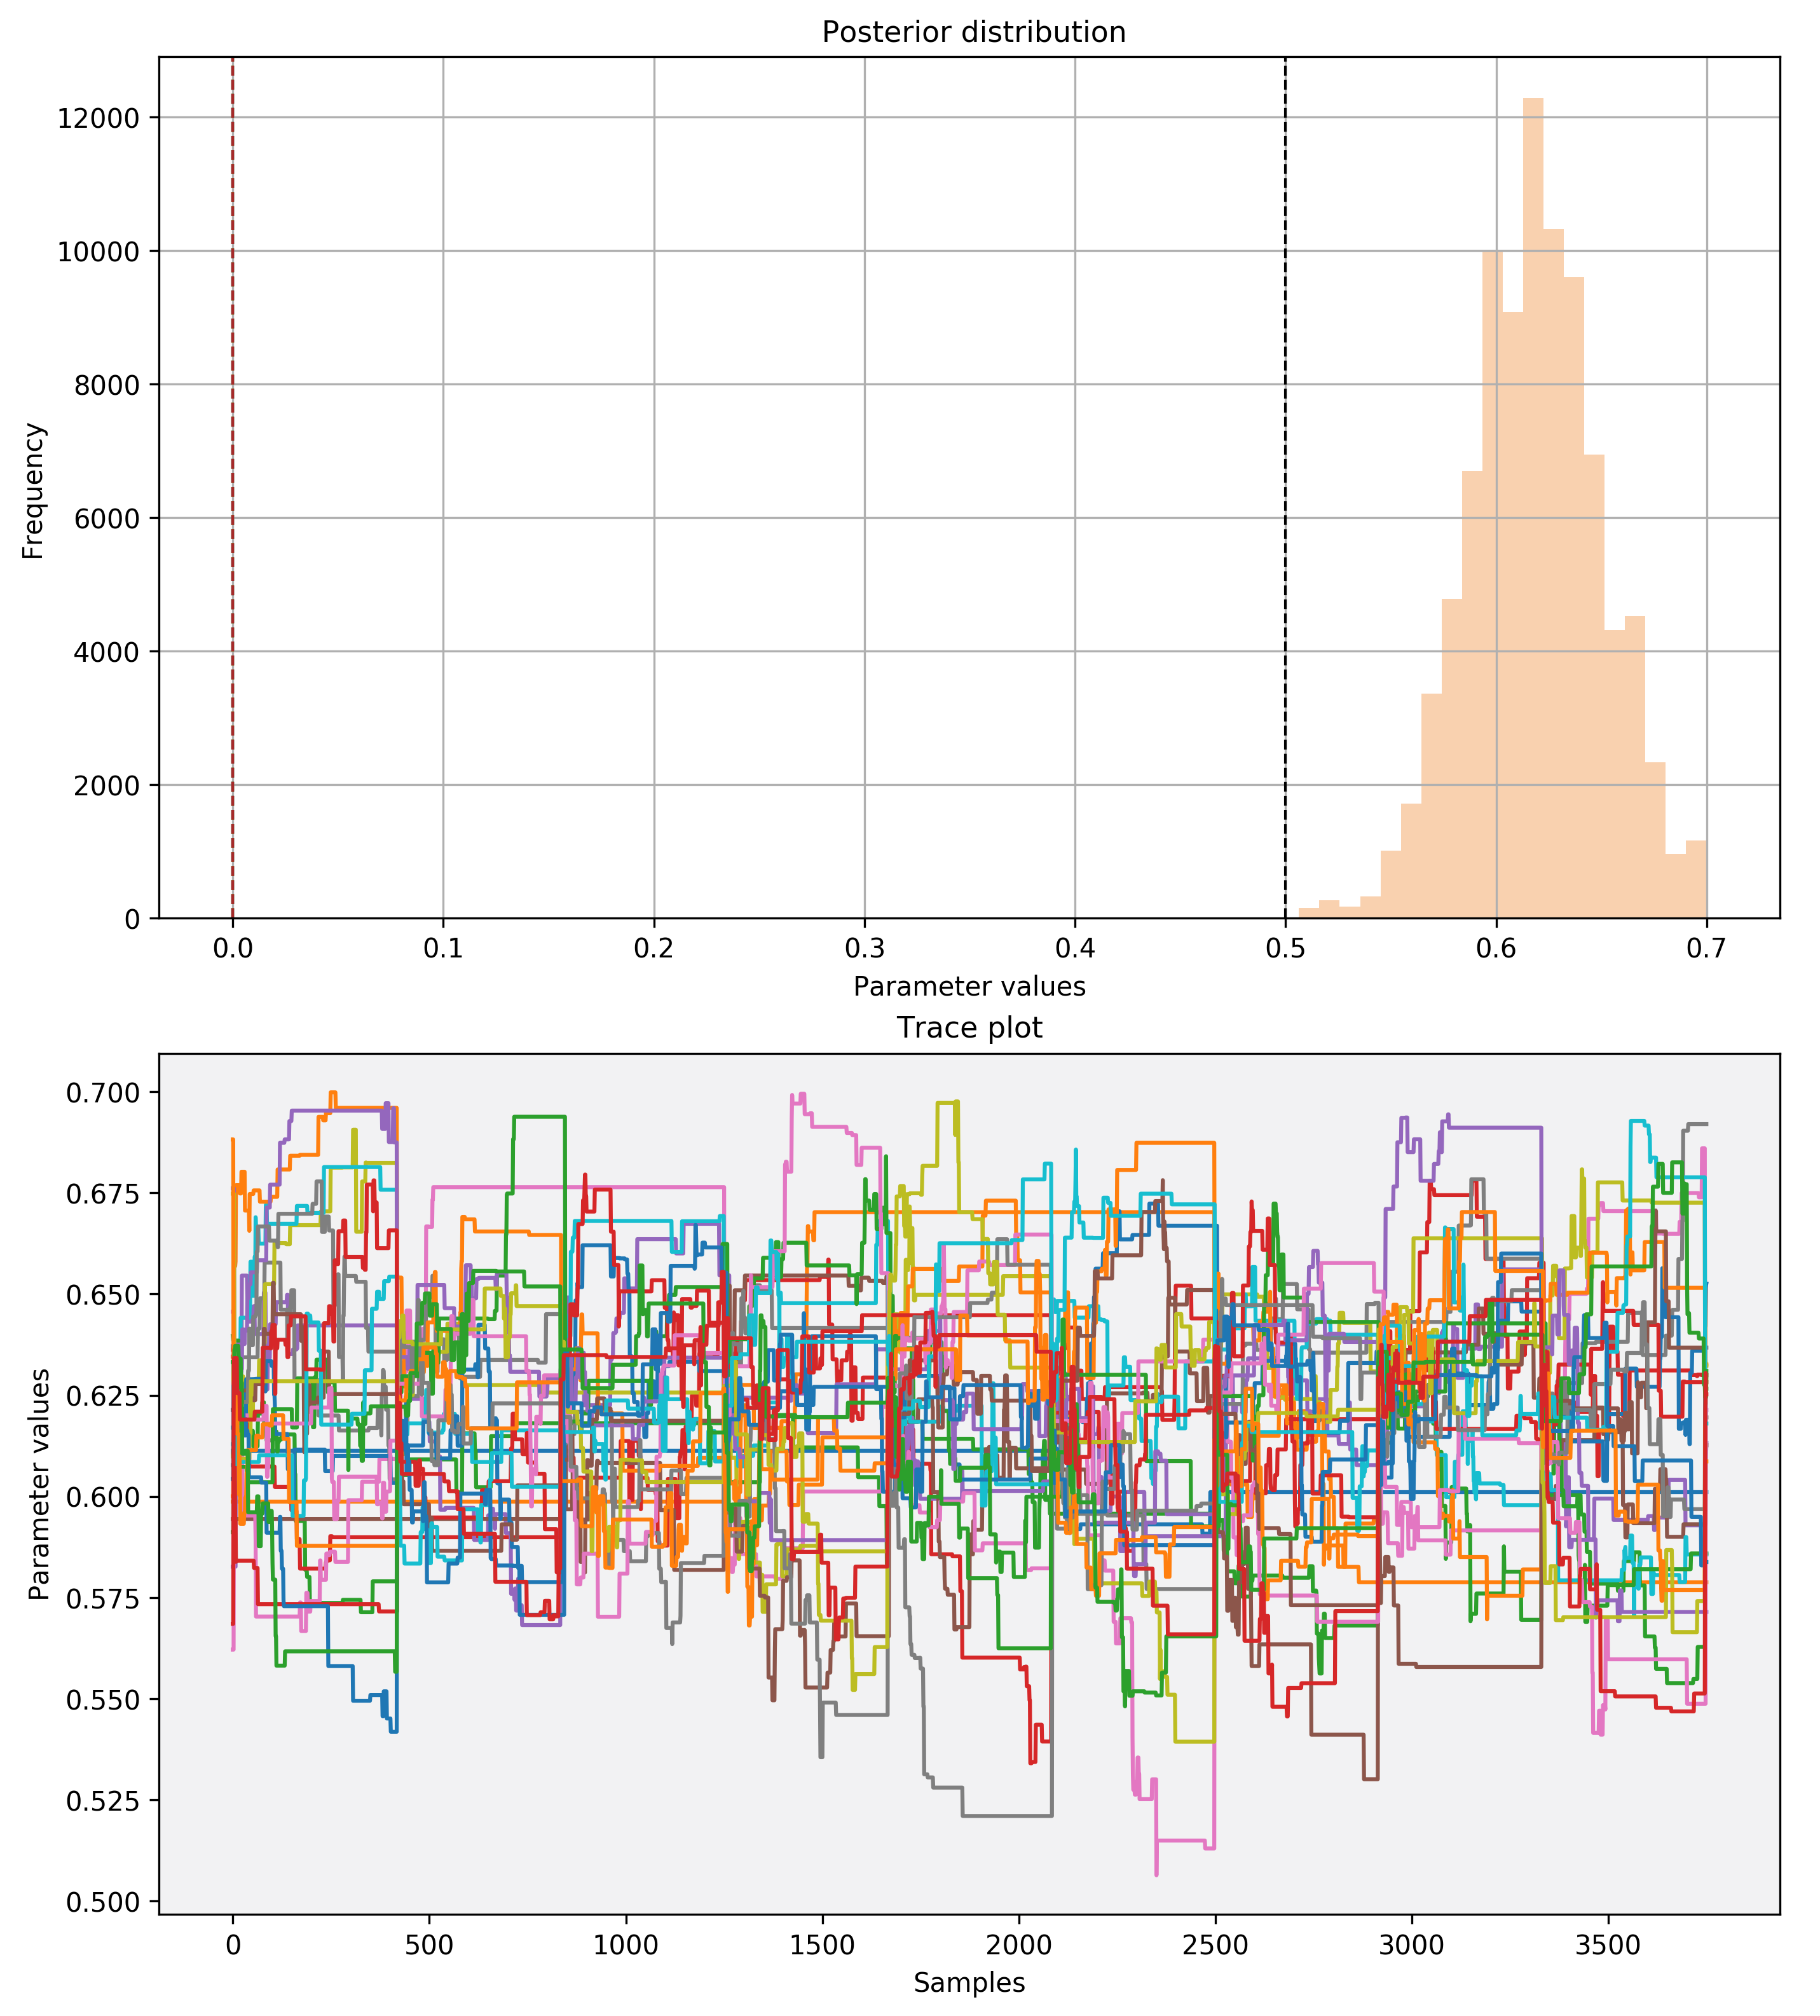 Posterior distribution
12000
10000
8000
6000
4000
2000
0
Frequency
0.0 0.1 0.2 0.3 0.4 0.5 0.6 0.7
Parameter values
Trace plot
0.700
0.675
0.650
0.625
0.600
0.575
0.550
0.525
0.500
Parameter values
0 500 1000 1500 2000 2500 3000 3500
Samples